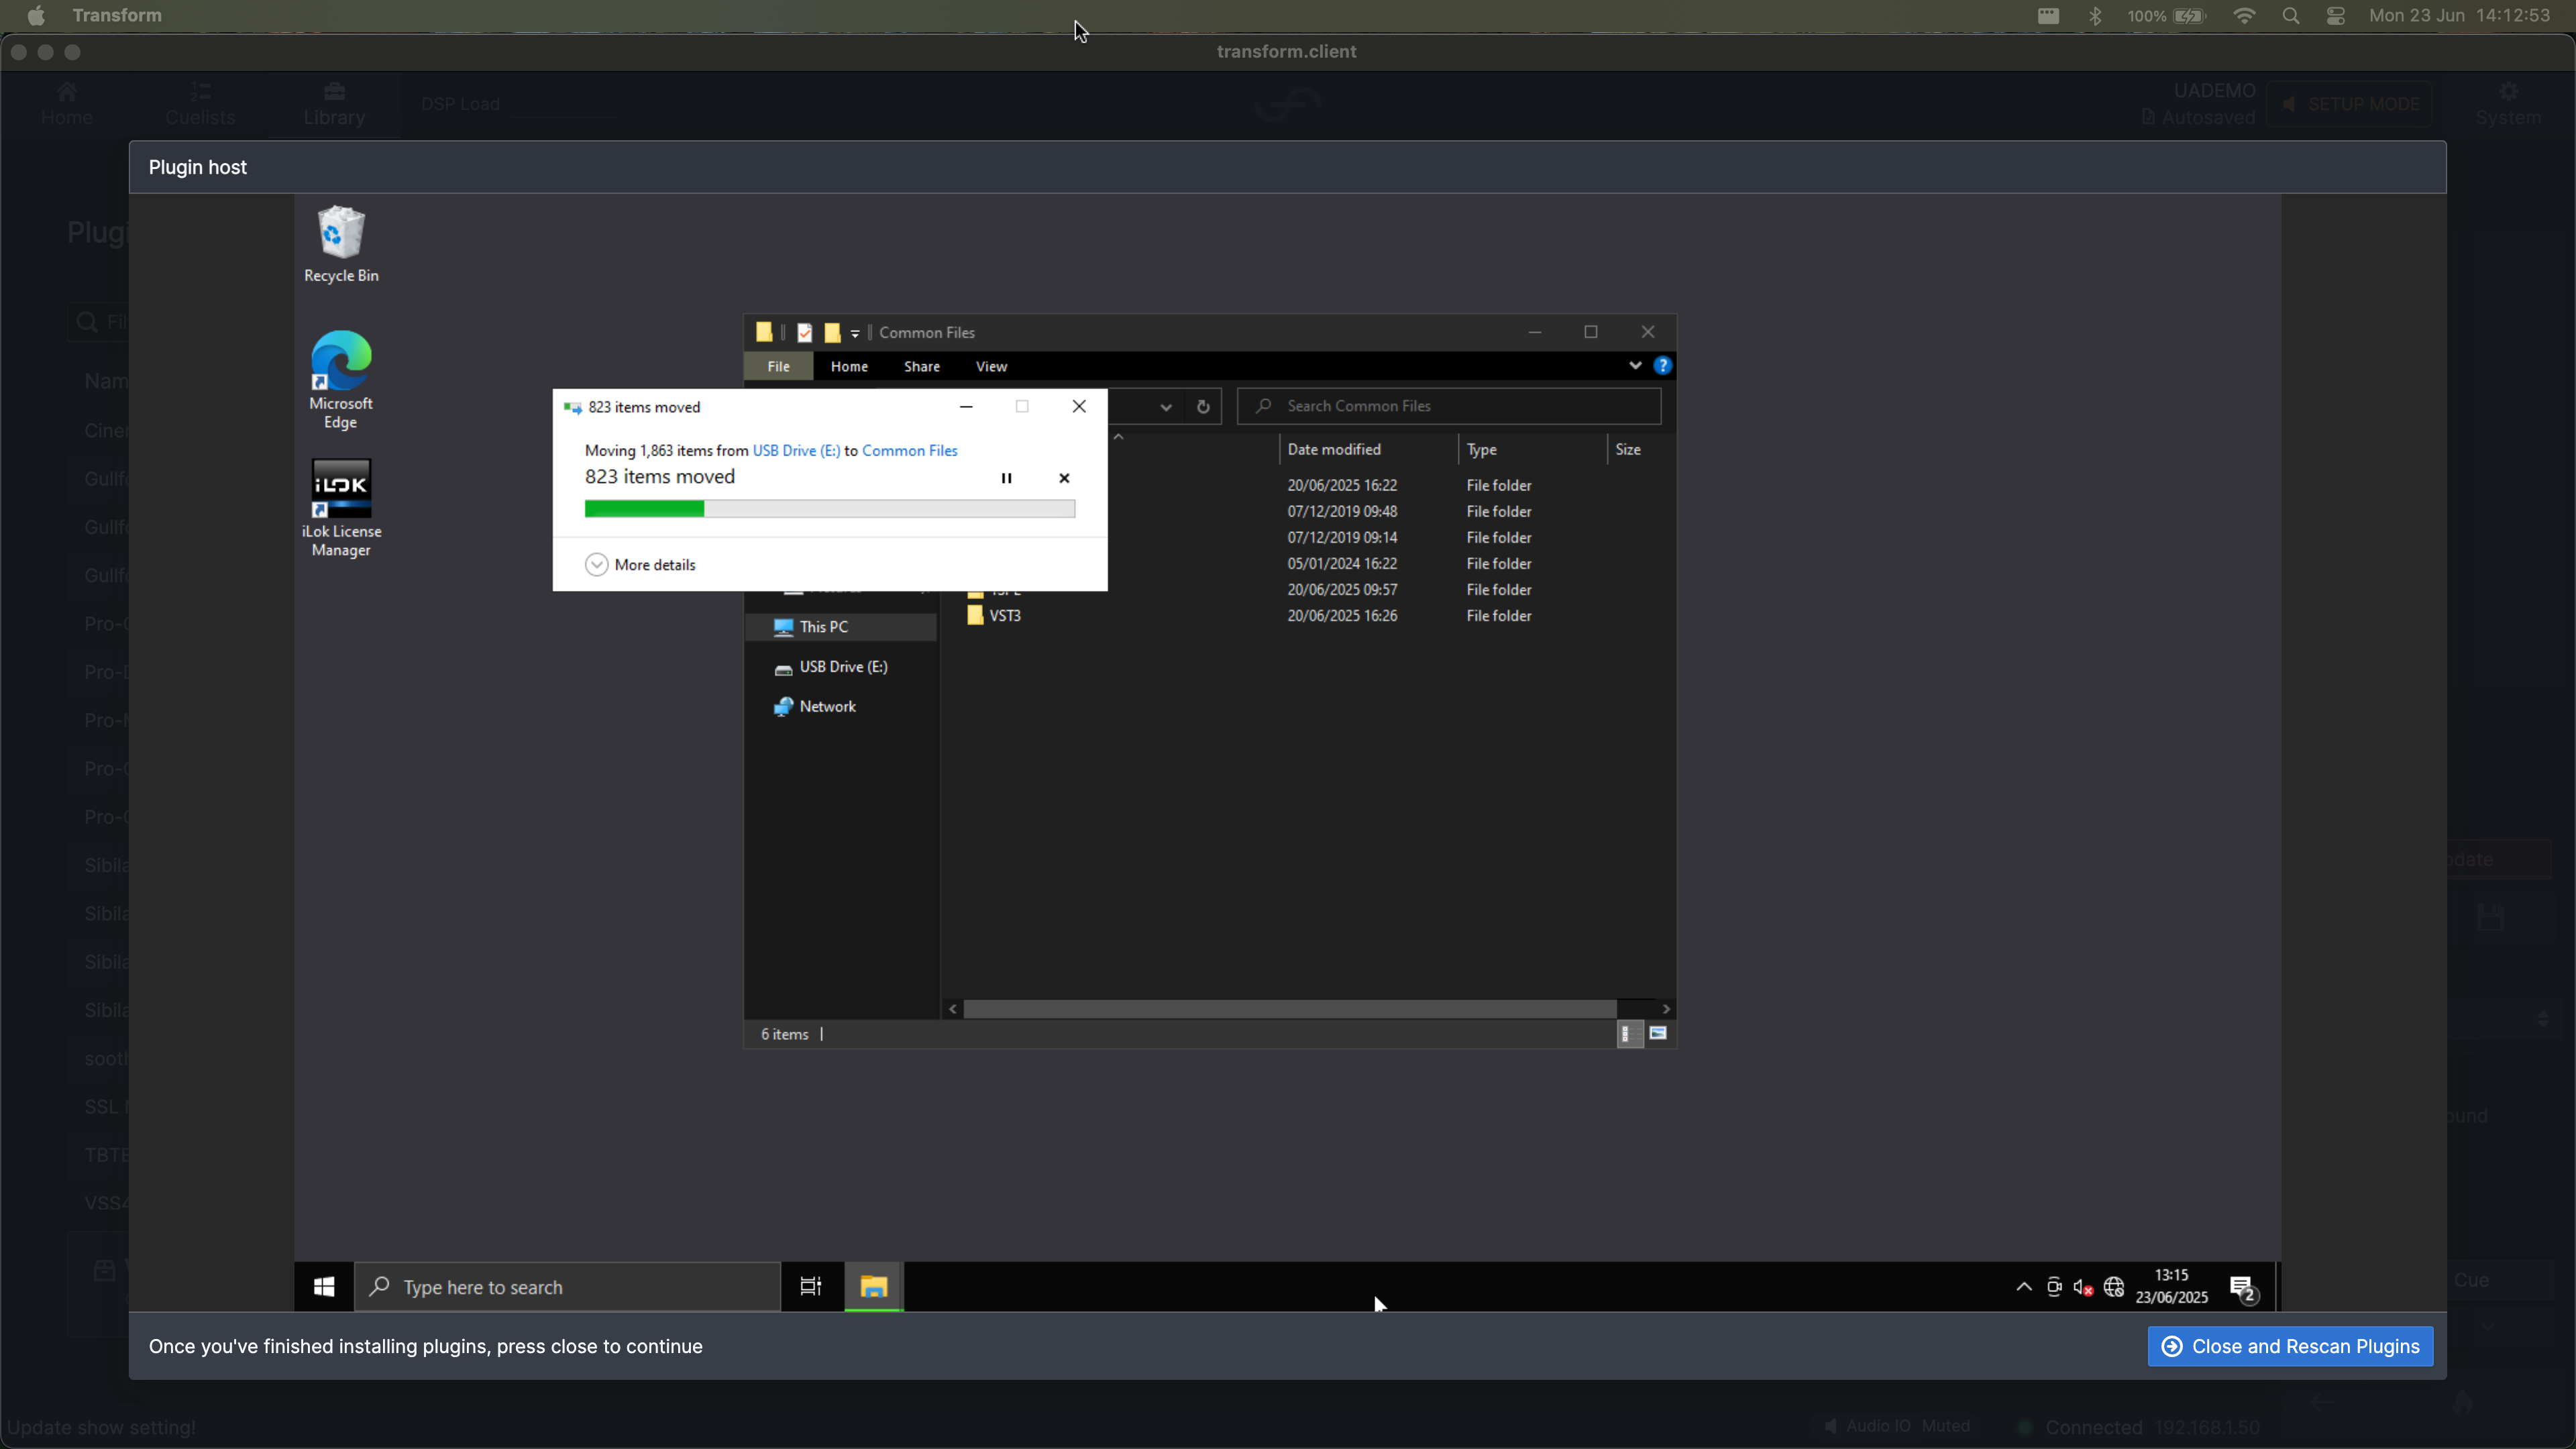 Transform
100%
Mon 23 Jun 14:12:53
transform.client
Home
Cuelists
Library
DSP Load
UADEMO
Autosaved
SETUP MODE
System
Plugin host
Recycle Bin
Microsoft
Edge
iLOK
iLok License
Manager
Common Files
File
Home
Share
View
Search Common Files
823 items moved
Moving 1,863 items from USB Drive (E:) to Common Files
823 items moved
More details
Date modified
Type
Size
20/06/2025 16:22
File folder
07/12/2019 09:48
File folder
07/12/2019 09:14
File folder
05/01/2024 16:22
File folder
20/06/2025 09:57
File folder
VST3
20/06/2025 16:26
File folder
This PC
USB Drive (E:)
Network
6 items
SSL
Cue
Type here to search
13:15
23/06/2025
2
Once you've finished installing plugins, press close to continue
Close and Rescan Plugins
Update show setting!
Audio IO Muted
Connected 192.168.1.50